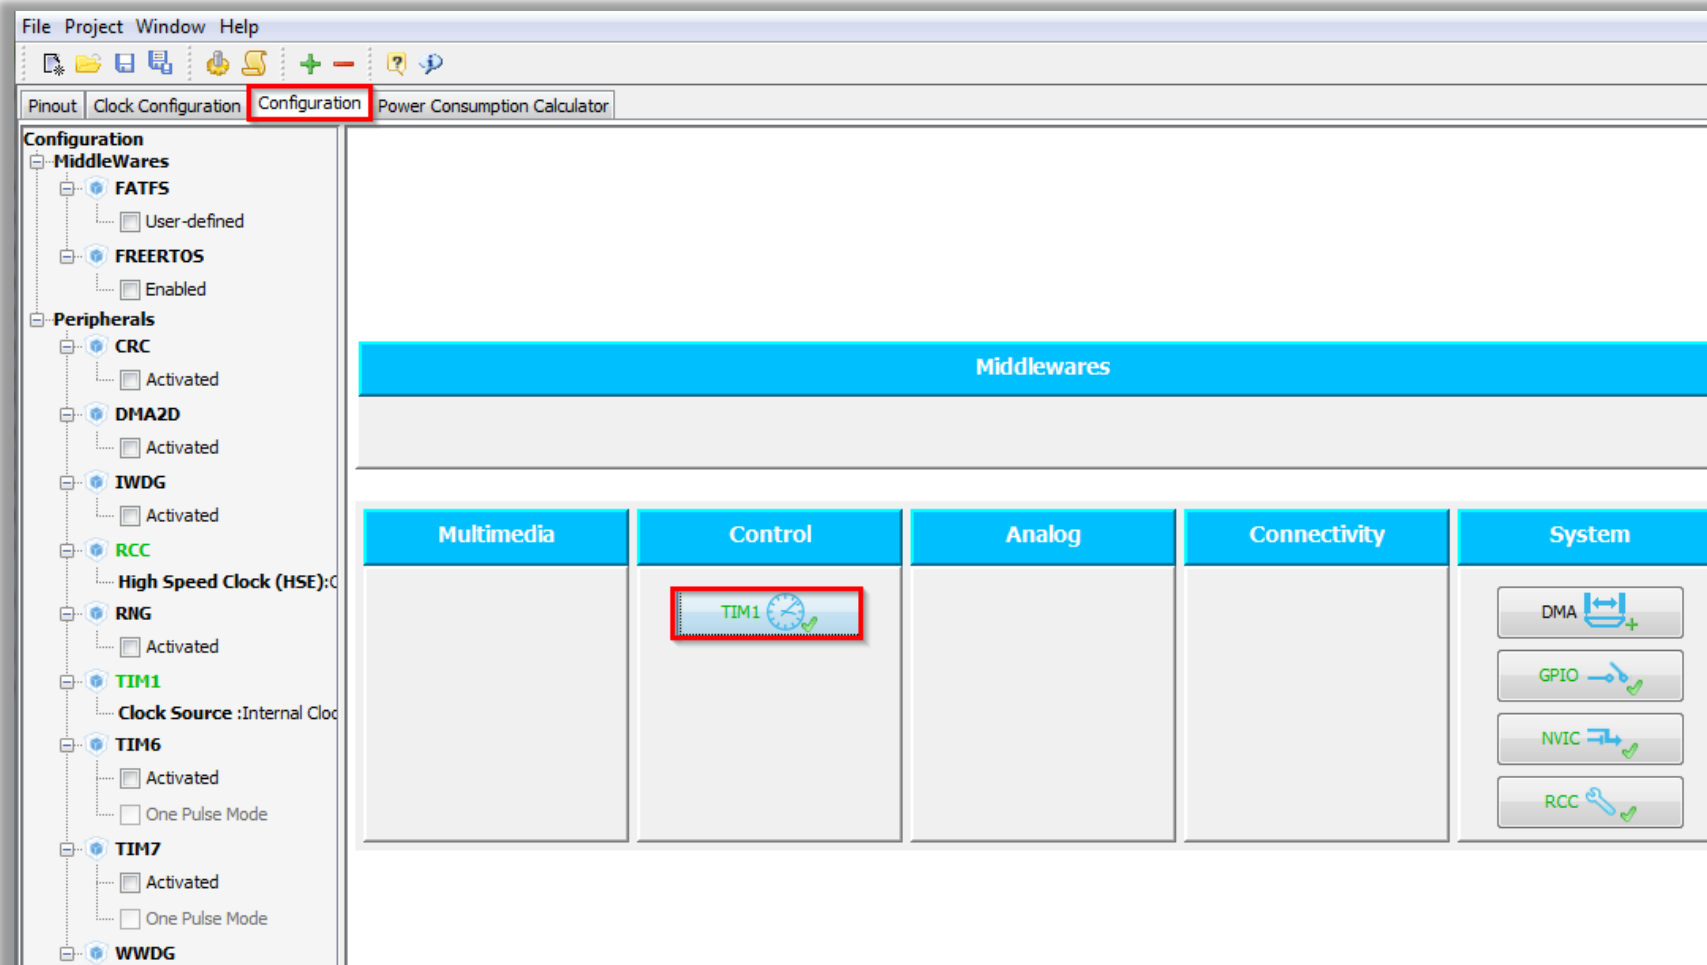 File Project Window Help
Pinout Clock Configuration Configuration Power Consumption Calculator
Configuration
MiddleWares
FATFS
User-defined
FREERTOS
Enabled
Peripherals
CRC
Activated
DMA2D
Activated
IWDG
Activated
RCC
High Speed Clock (HSE):
RNG
Activated
TIM1
Clock Source :Internal Cloc
TIM6
Activated
One Pulse Mode
TIM7
Activated
One Pulse Mode
WWDG
Middlewares
Multimedia Control Analog Connectivity System
TIM1
DMA
GPIO
NVIC
RCC